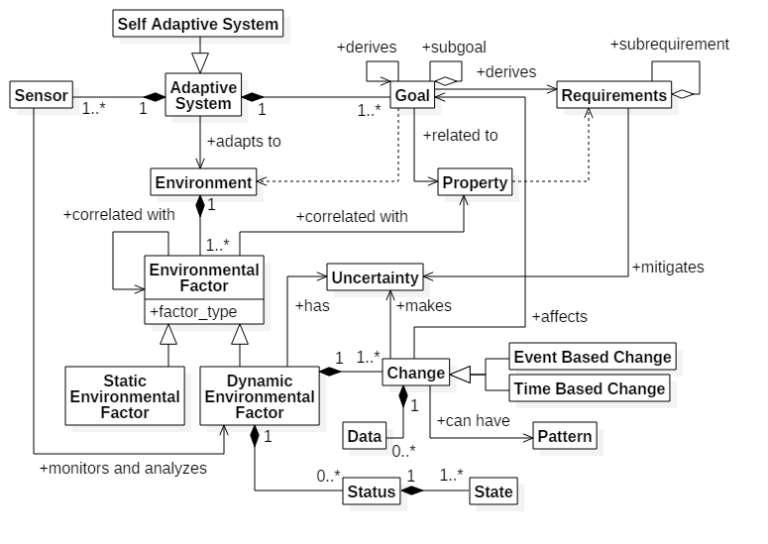 Self Adaptive System
+derives
+subgoal
+subrequirement
+derives
Sensor
Adaptive
System
Goal
Requirements
1..*
1
1
1..*
+adapts to
+related to
Environment
Property
1
+correlated with
+correlated with
1..*
Environmental
Factor
+factor_type
Uncertainty
+mitigates
+has
+makes
+affects
1
1..*
Event Based Change
Static
Environmental
Factor
Dynamic
Environmental
Factor
Change
Time Based Change
1
+can have
Data
0..*
Pattern
1
+monitors and analyzes
0..*
1
1..*
Status
State